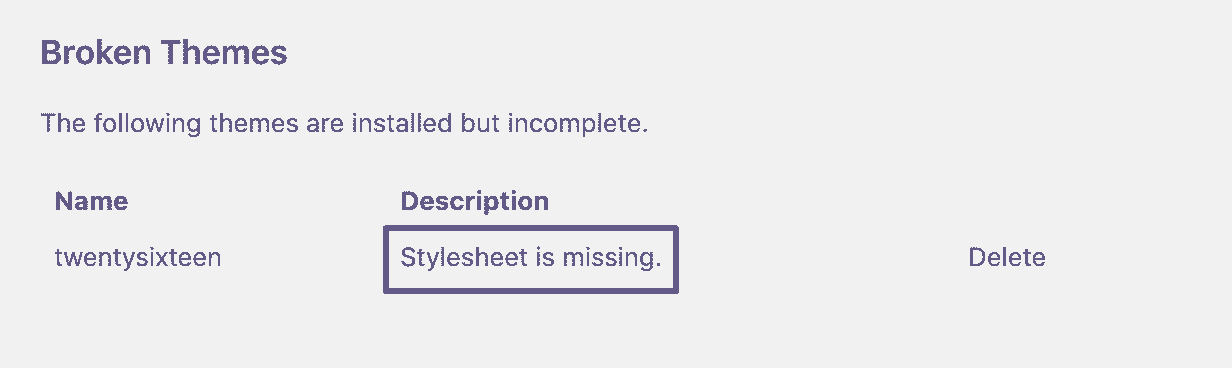 Broken Themes
The following themes are installed but incomplete.
Name Description
twentysixteen Stylesheet is missing. Delete